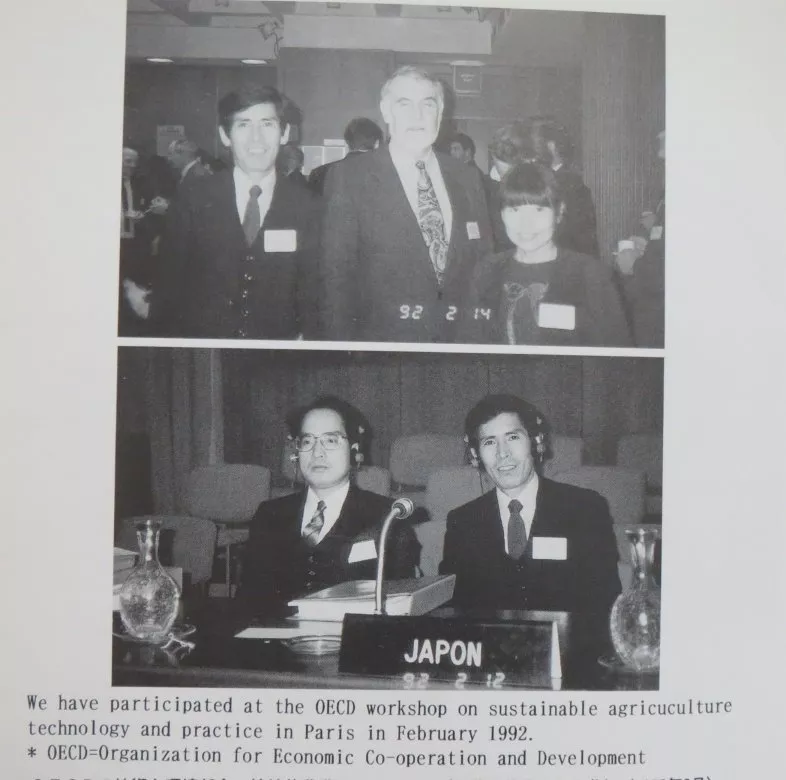 92 2 14
JAPON
92 2 12
We have participated at the OECD workshop on sustainable agricuculture
technology and practice in Paris in February 1992.
* OECD=Organization for Economic Co-operation and Development